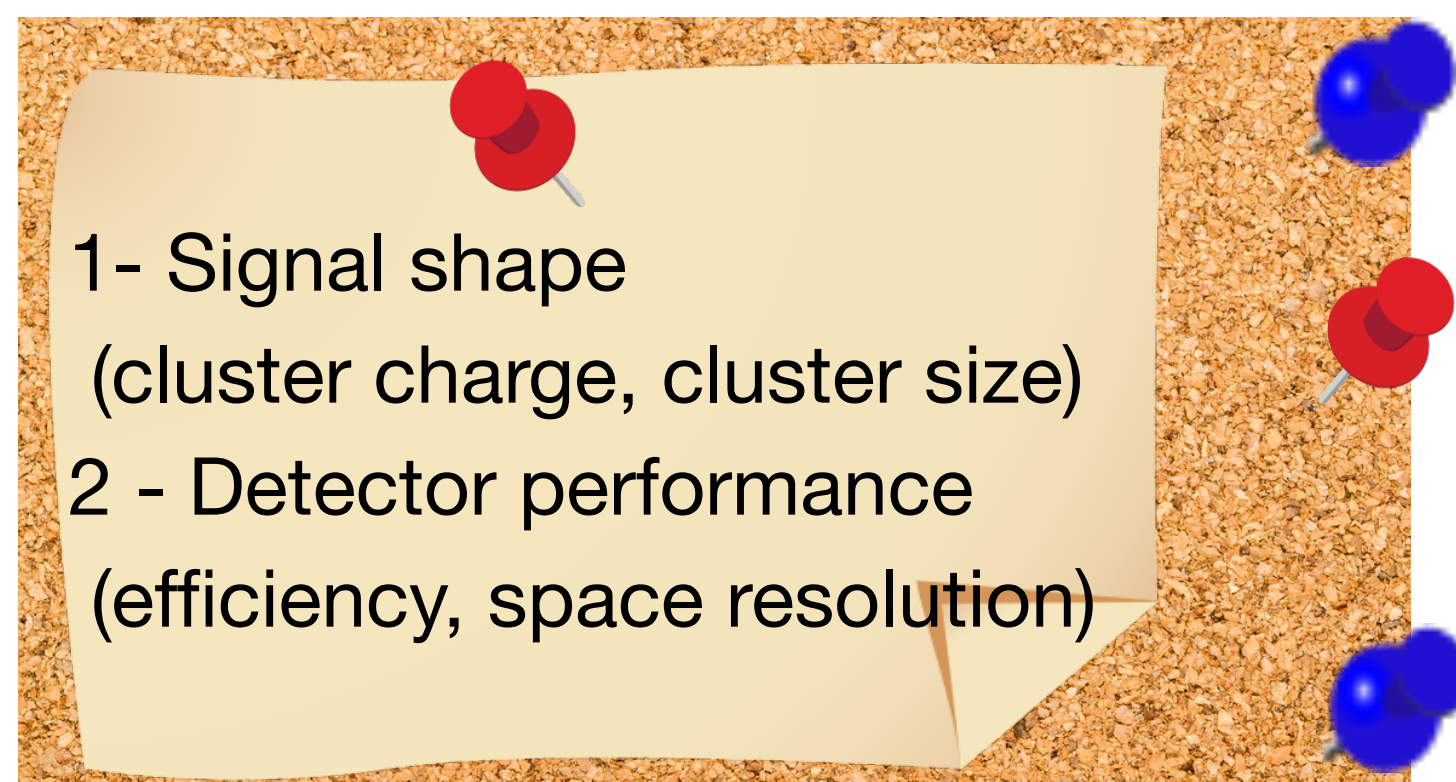 1- Signal shape
(cluster charge, cluster size)
2 - Detector performance
(efficiency, space resolution)